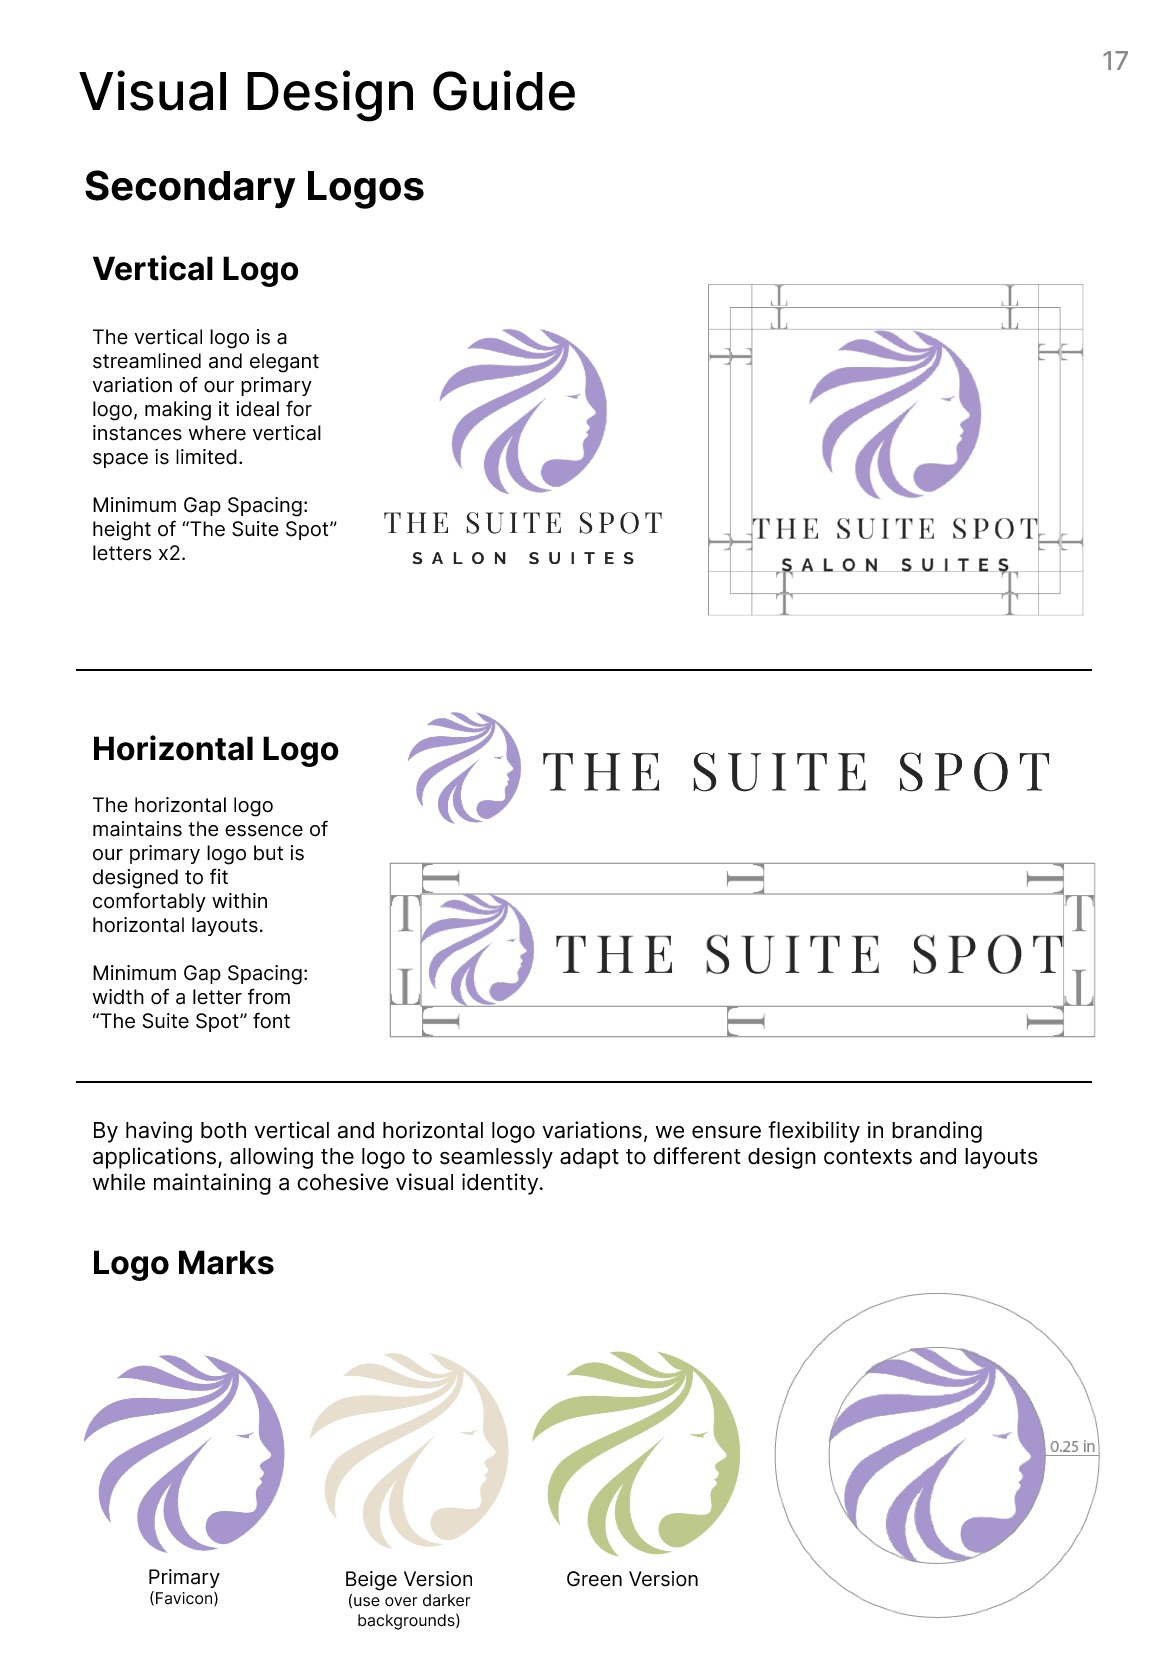 17
Visual Design Guide
Secondary Logos
Vertical Logo
The vertical logo is a
streamlined and elegant
variation of our primary
logo, making it ideal for
instances where vertical
space is limited.
Minimum Gap Spacing:
height of “The Suite Spot”
letters x2.
THE SUITE SPOT
SALON SUITES
T T
T T
T T
THE SUITE SPOT
T T
SALON SUITES
T T
Horizontal Logo
The horizontal logo
maintains the essence of
our primary logo but is
designed to fit
comfortably within
horizontal layouts.
Minimum Gap Spacing:
width of a letter from
“The Suite Spot” font
THE SUITE SPOT
T T T
T T
THE SUITE SPOT
T T
T T T
By having both vertical and horizontal logo variations, we ensure flexibility in branding
applications, allowing the logo to seamlessly adapt to different design contexts and layouts
while maintaining a cohesive visual identity.
Logo Marks
0.25 in
Primary
(Favicon)
Beige Version
(use over darker
backgrounds)
Green Version